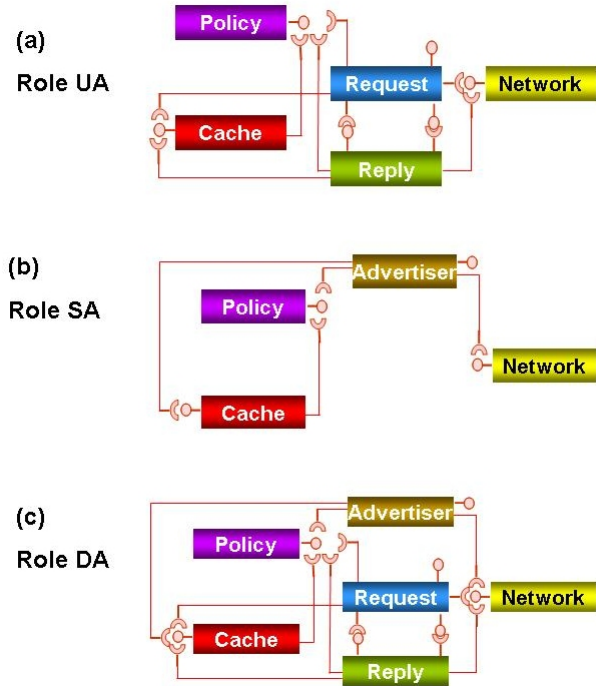 (a)
Role UA
Policy
Request
Network
Cache
Reply
(b)
Role SA
Advertiser
Policy
Network
Cache
(c)
Role DA
Advertiser
Policy
Request
Network
Cache
Reply